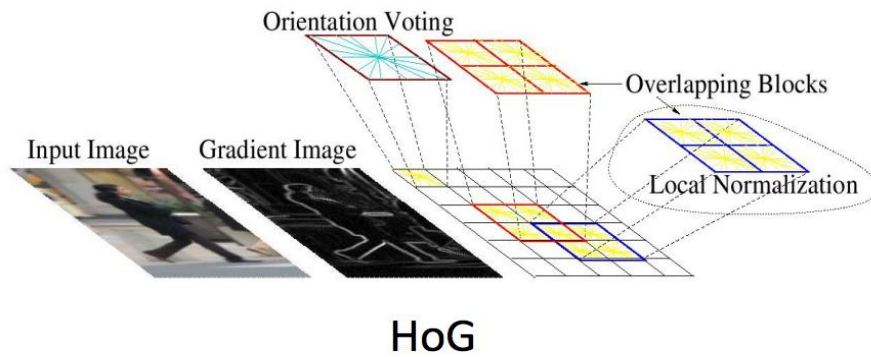 Orientation Voting
Overlapping Blocks
Input Image
Gradient Image
Local Normalization
HoG